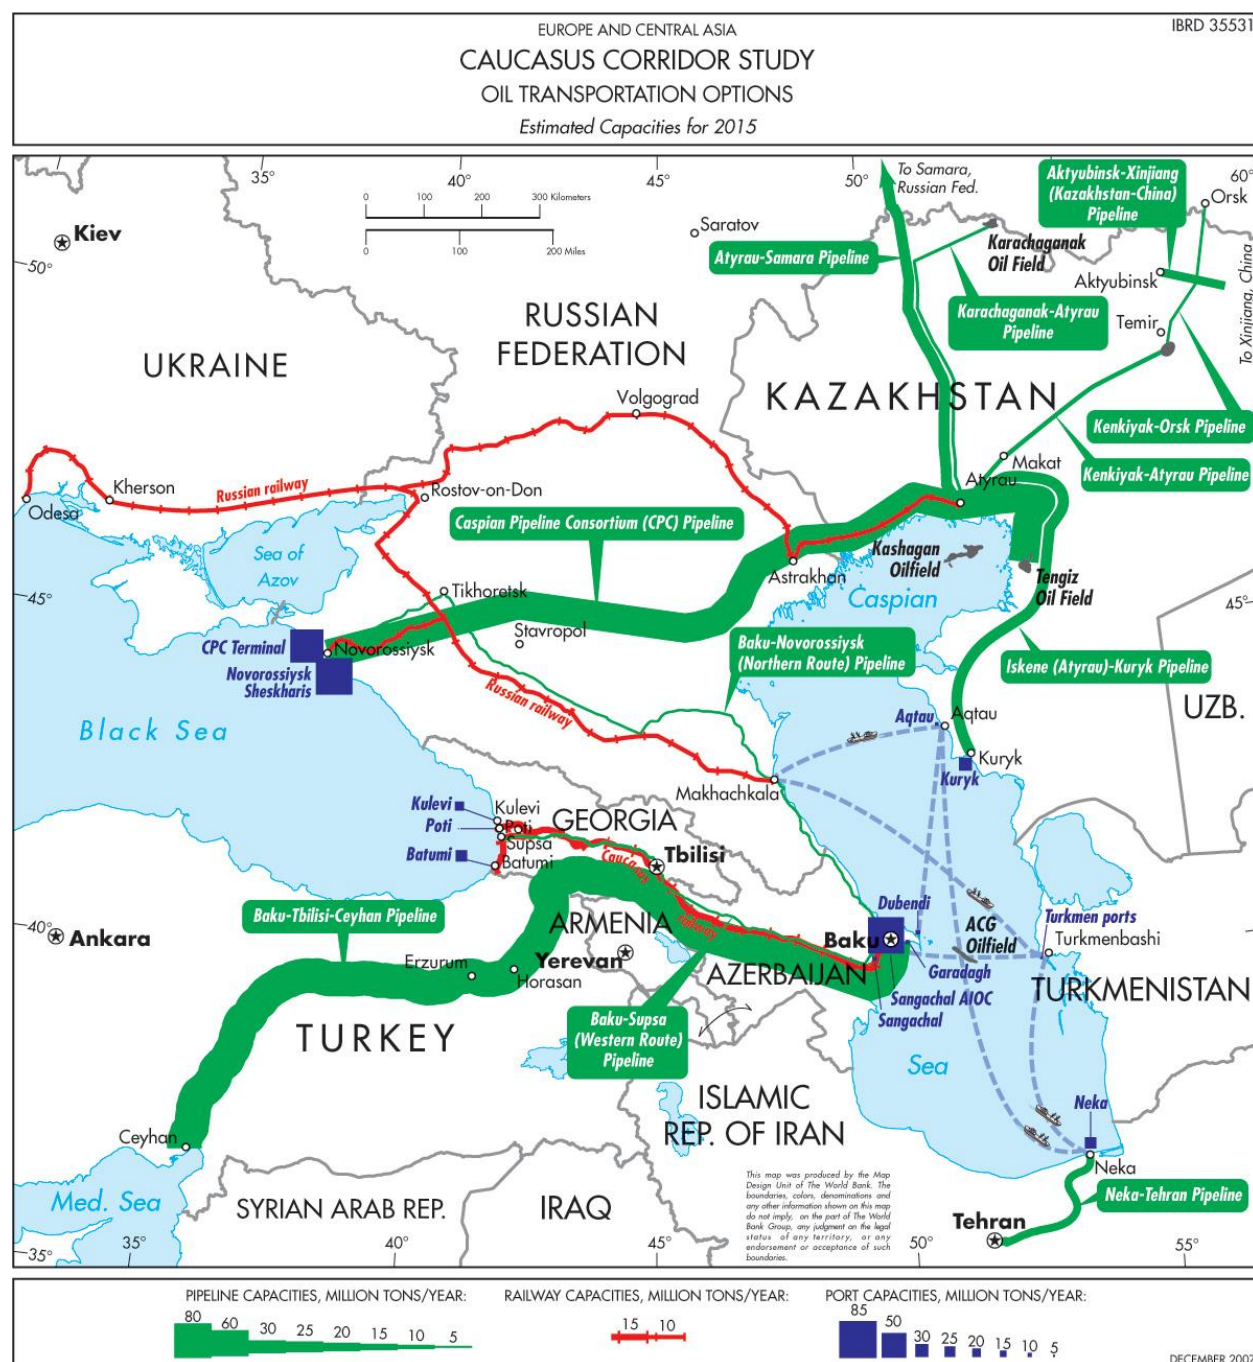 EUROPE AND CENTRAL ASIA
IBRD 35531
CAUCASUS CORRIDOR STUDY
OIL TRANSPORTATION OPTIONS
Estimated Capacities for 2015
35°
40°
45°
50°
60°
0 100 200 300 Kilometers
0 100 200 Miles
To Samara,
Russian Fed.
Aktyubinsk-Xinjiang
(Kazakhstan-China)
Pipeline
Orsk
Kiev
Saratov
Karachaganak
Oil Field
50°
Atyrau-Samara Pipeline
Aktyubinsk
To Xinjiang, China
Karachaganak-Atyrau
Pipeline
Temir
RUSSIAN
FEDERATION
UKRAINE
KAZAKHSTAN
Volgograd
Kenkiyak-Orsk Pipeline
Makat
Kenkiyak-Atyrau Pipeline
Kherson
Russian railway
Rostov-on-Don
Atyrau
Odesa
Caspian Pipeline Consortium (CPC) Pipeline
Sea of
Azov
Kashagan
Oilfield
Astrakhan
Tengiz
Oil Field
Tikhoretsk
Caspian
45°
45°
Stavropol
CPC Terminal
Novorossiysk
Baku-Novorossiysk
(Northern Route) Pipeline
Iskene (Atyrau)-Kuryk Pipeline
Novorossiysk
Sheskharis
Russian railway
UZB.
Black Sea
Aqtau
Aqtau
Kuryk
Kuryk
Makhachkala
Kulevi
Kulevi
GEORGIA
Poti
Poti
Supsa
Batumi
Batumi
Tbilisi
Caucasus
railway
Baku-Tbilisi-Ceyhan Pipeline
40°
Ankara
ARMENIA
Dubendi
ACG
Oilfield
Turkmen ports
Turkmenbashi
Baku
Erzurum
Horasan
Yerevan
AZERBAIJAN
Garadagh
Sangachal AIOC
Sangachal
TURKMENISTAN
Baku-Supsa
(Western Route)
Pipeline
TURKEY
Sea
ISLAMIC
REP. OF IRAN
Neka
Ceyhan
Neka
Med. Sea
SYRIAN ARAB REP.
IRAQ
This map was produced by the Map
Design Unit of The World Bank. The
boundaries, colors, denominations and
any other information shown on this map
do not imply, on the part of The World
Bank Group, any judgment on the legal
status of any territory, or any
endorsement or acceptance of such
boundaries.
Neka-Tehran Pipeline
Tehran
35°
35°
40°
45°
50°
55°
PIPELINE CAPACITIES, MILLION TONS/YEAR:
80 60 30 25 20 15 10 5
RAILWAY CAPACITIES, MILLION TONS/YEAR:
15 10
PORT CAPACITIES, MILLION TONS/YEAR:
85 50 30 25 20 15 10 5